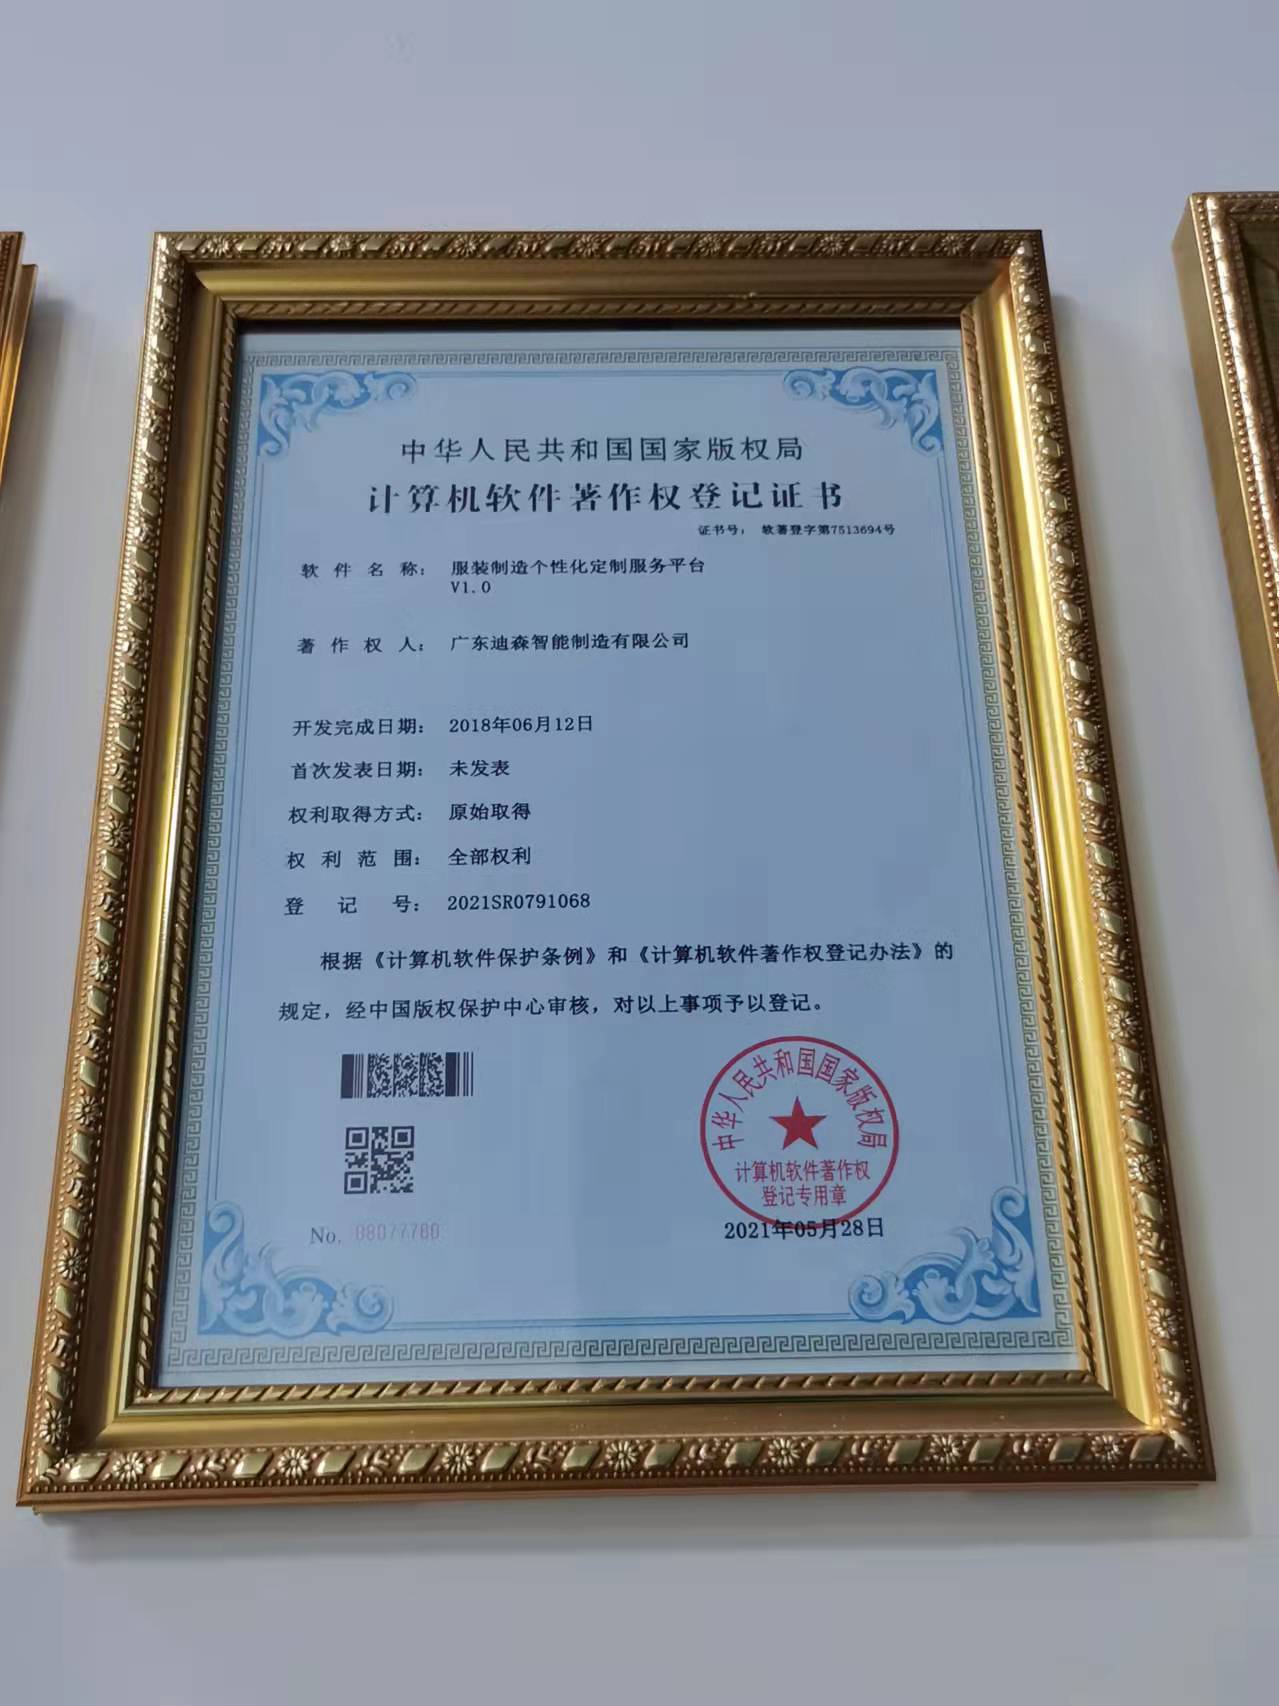 中华人民共和国国家版权局
计算机软件著作权登记证书
证书号： 软著登字第7513694号
软件名称： 服装制造个性化定制服务平台
V1.0
著作权人： 广东迪森智能制造有限公司
开发完成日期： 2018年06月12日
首次发表日期： 未发表
权利取得方式： 原始取得
权利范围： 全部权利
登记号： 2021SR0791068
根据《计算机软件保护条例》和《计算机软件著作权登记办法》的
规定，经中国版权保护中心审核，对以上事项予以登记。
中华人民共和国国家版权局
计算机软件著作权
登记专用章
No. 08077780
2021年05月28日